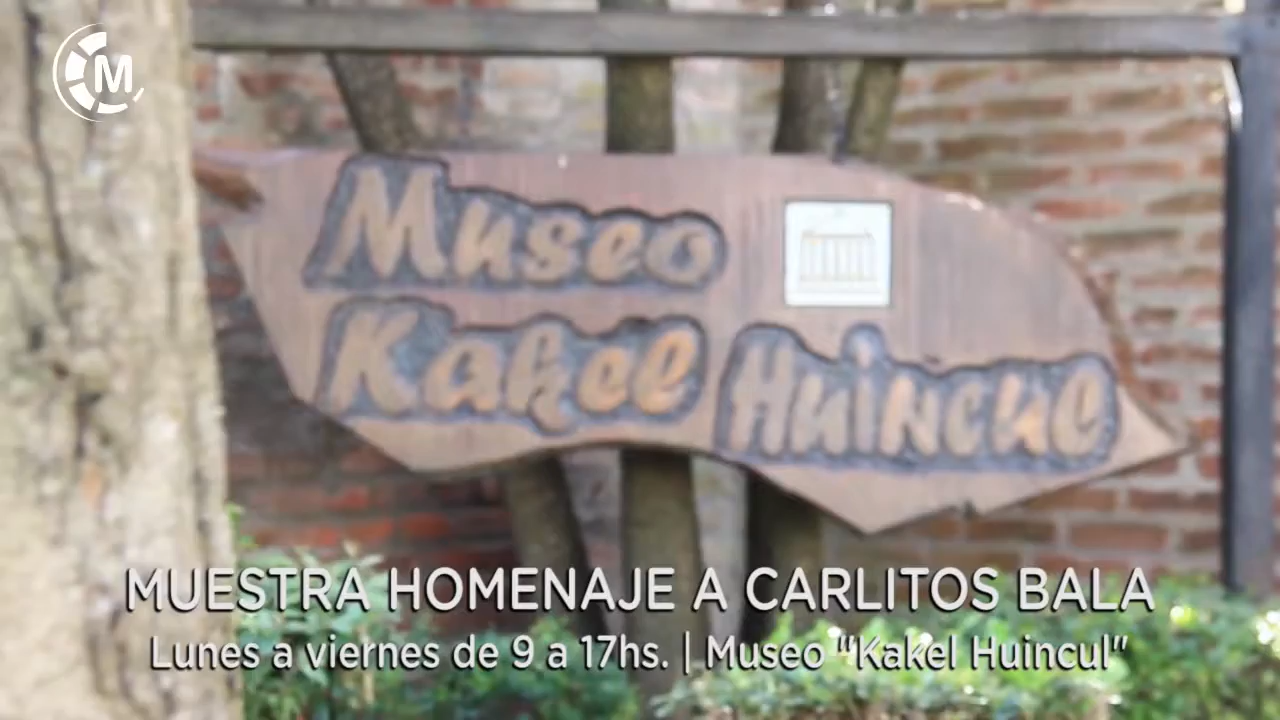 M
Museo
Kakel Huincul
MUESTRA HOMENAJE A CARLITOS BALA
Lunes a viernes de 9 a 17hs. | Museo "Kakel Huincul"